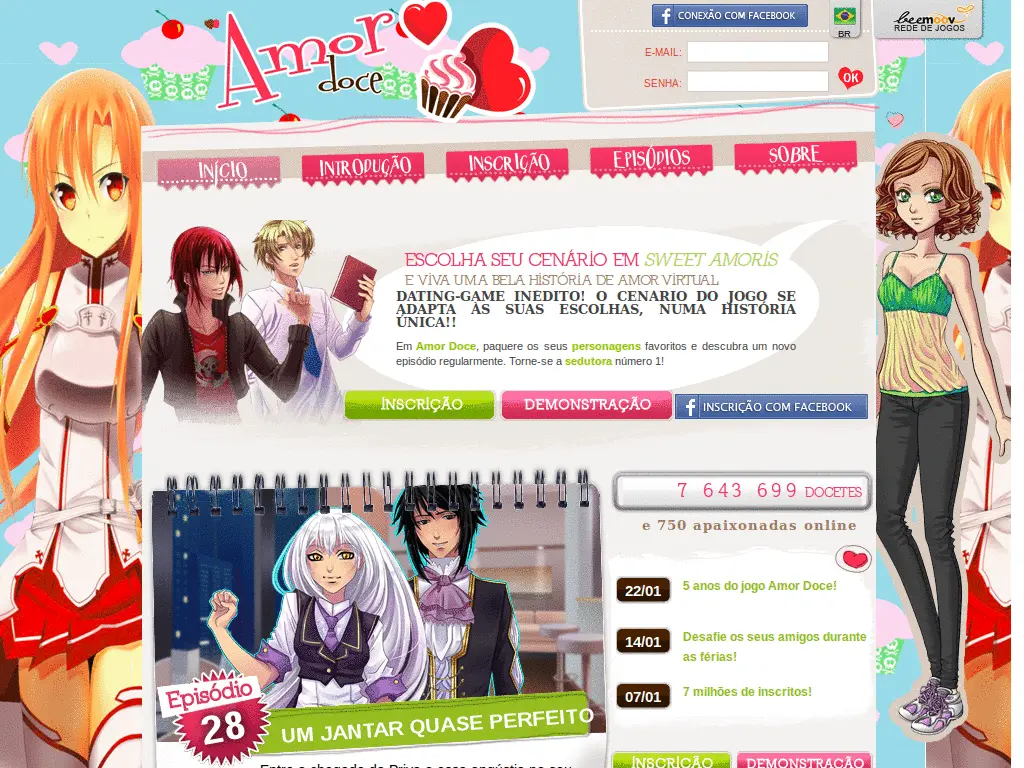 Amor doce
CONEXÃO COM FACEBOOK
BR
beemoov
REDE DE JOGOS
E-MAIL:
SENHA:
OK
INÍCIO
INTRODUÇÃO
INSCRIÇÃO
EPISÓDIOS
SOBRE
ESCOLHA SEU CENÁRIO EM SWEET AMORIS
E VIVA UMA BELA HISTÓRIA DE AMOR VIRTUAL
DATING-GAME INEDITO! O CENARIO DO JOGO SE
ADAPTA ÀS SUAS ESCOLHAS, NUMA HISTÓRIA
ÚNICA!!
Em Amor Doce, paquere os seus personagens favoritos e descubra um novo
episódio regularmente. Torne-se a sedutora número 1!
INSCRIÇÃO
DEMONSTRAÇÃO
INSCRIÇÃO COM FACEBOOK
7 643 699 DOCETES
e 750 apaixonadas online
22/01 5 anos do jogo Amor Doce!
14/01 Desafie os seus amigos durante
as férias!
07/01 7 milhões de inscritos!
Episódio
28
UM JANTAR QUASE PERFEITO
INSCRIÇÃO
DEMONSTRAÇÃO